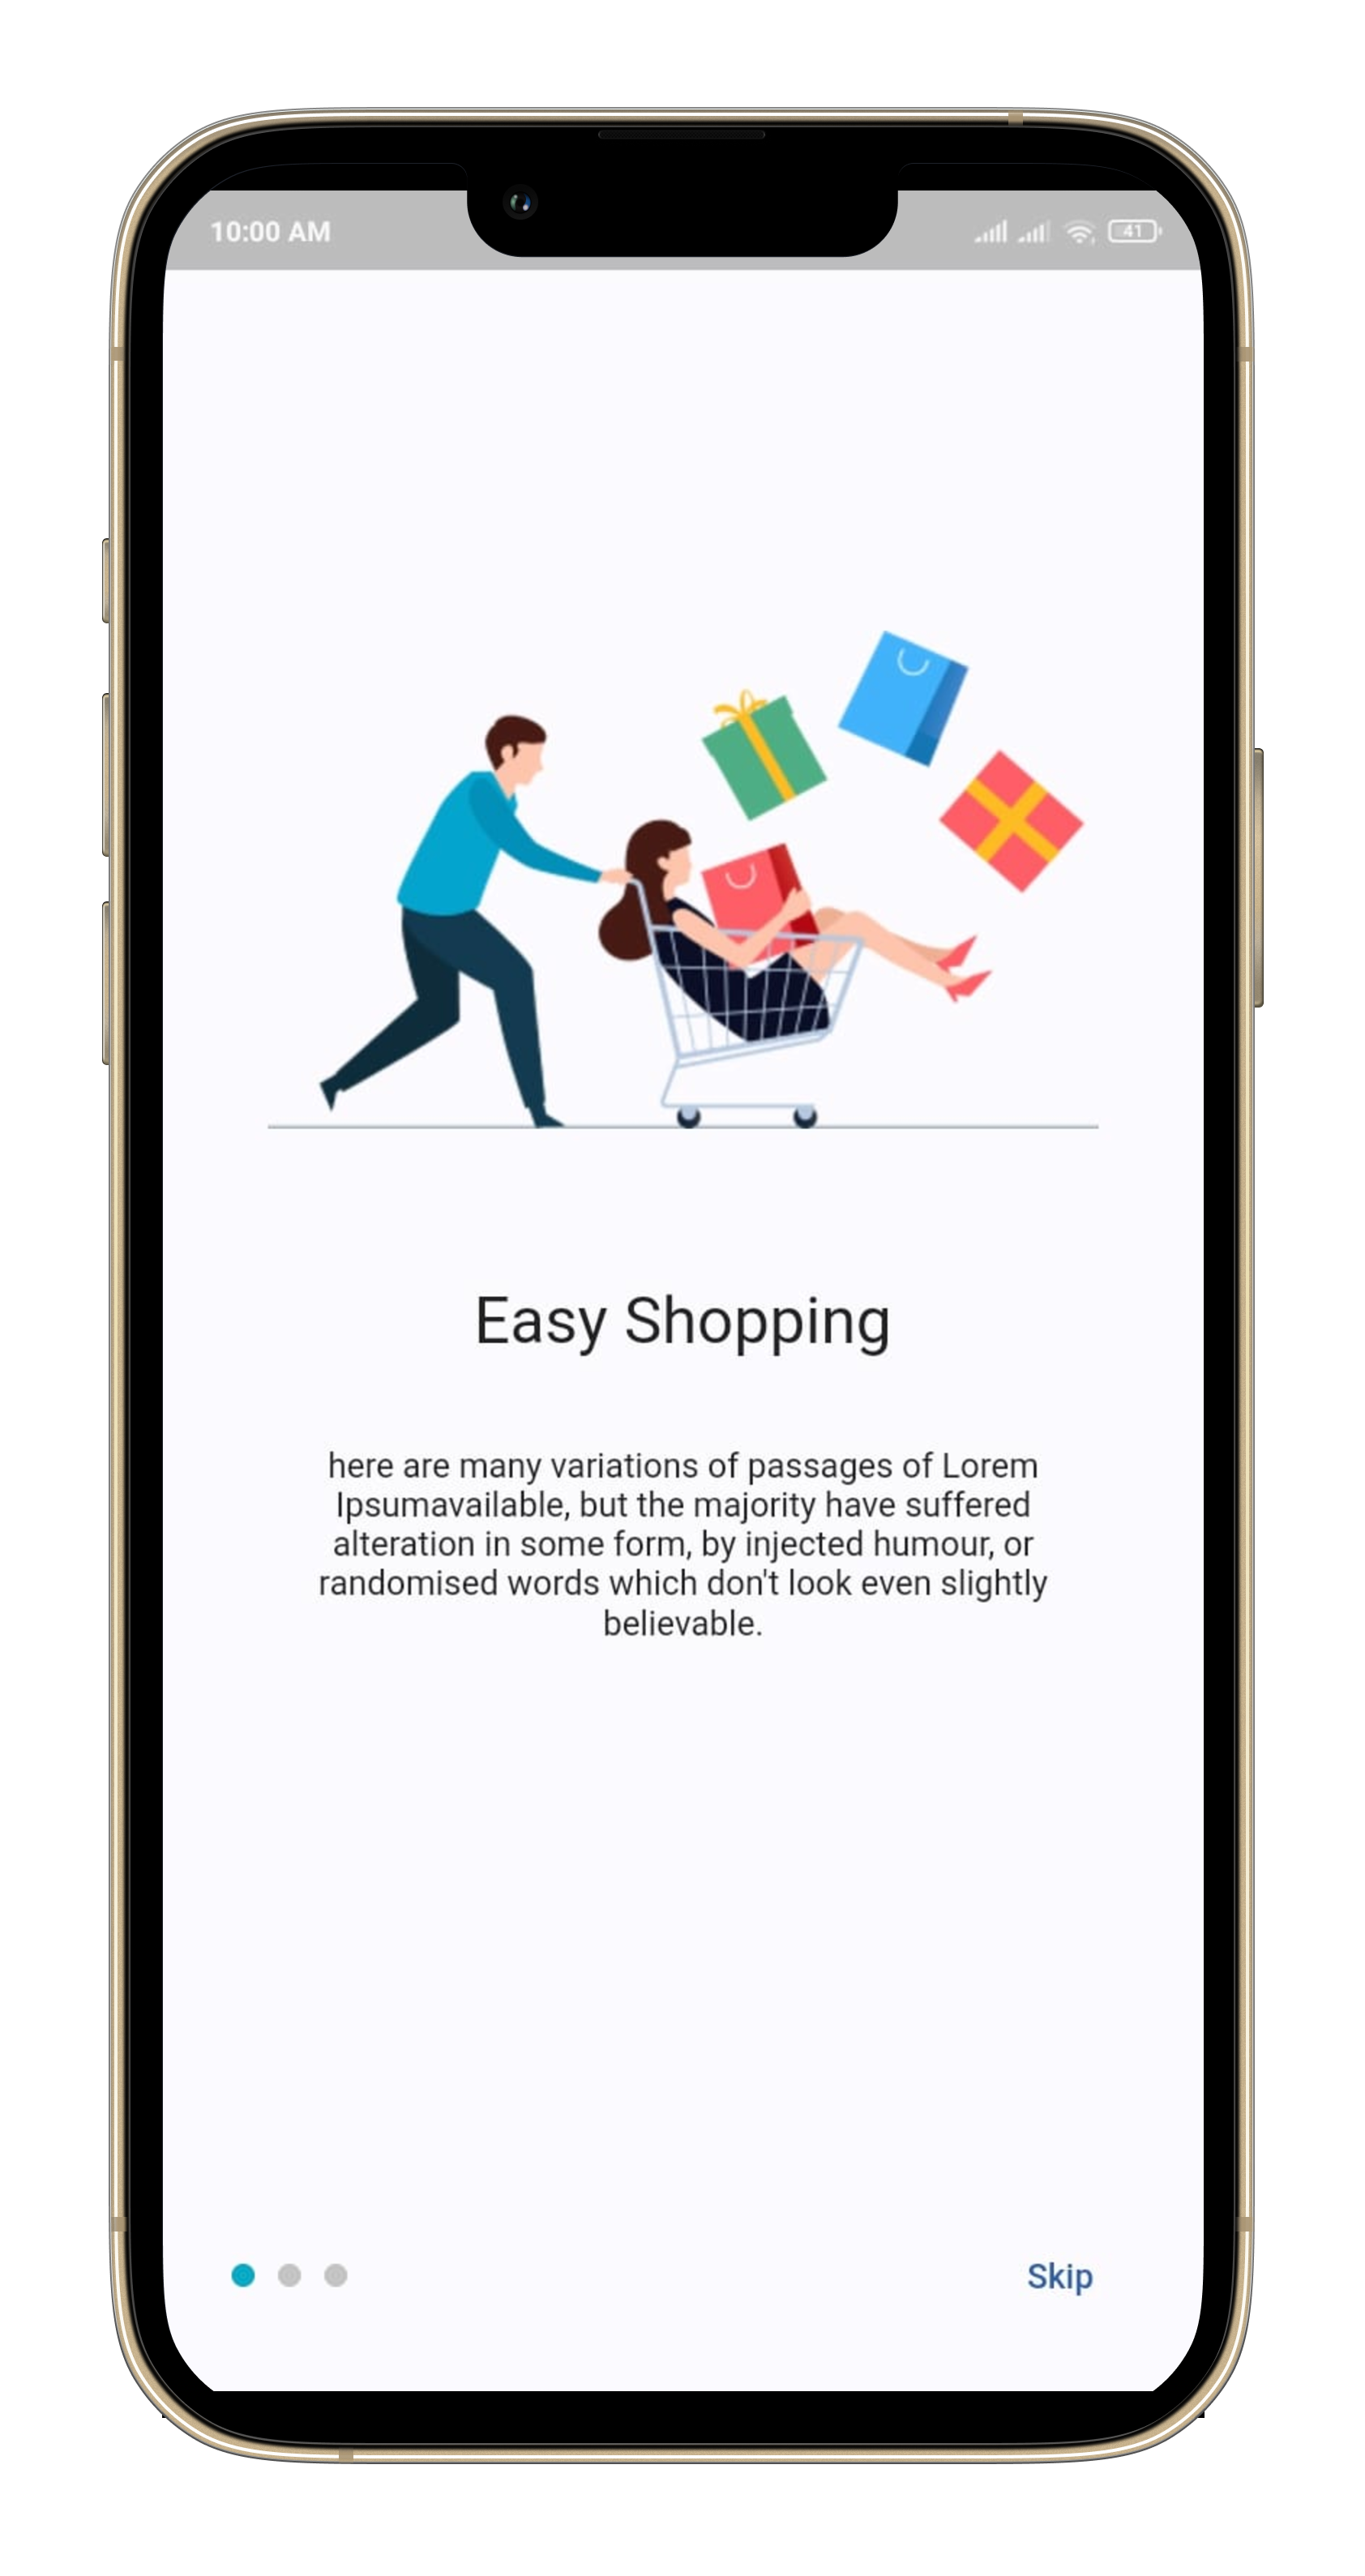 10:00 AM
41
Easy Shopping
here are many variations of passages of Lorem
Ipsumavailable, but the majority have suffered
alteration in some form, by injected humour, or
randomised words which don't look even slightly
believable.
Skip